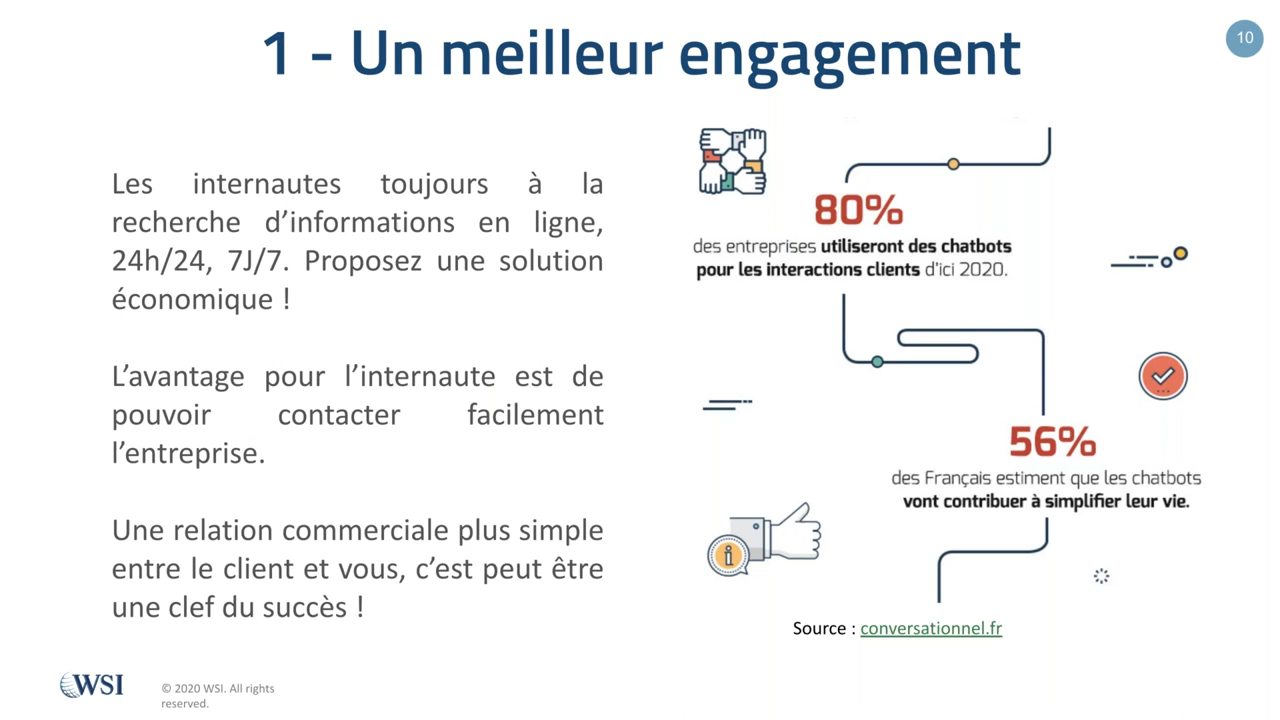 1 - Un meilleur engagement
10
Les internautes toujours à la
recherche d’informations en ligne,
24h/24, 7J/7. Proposez une solution
économique !
L’avantage pour l’internaute est de
pouvoir contacter facilement
l’entreprise.
Une relation commerciale plus simple
entre le client et vous, c’est peut être
une clef du succès !
80%
des entreprises utiliseront des chatbots
pour les interactions clients d'ici 2020.
56%
des Français estiment que les chatbots
vont contribuer à simplifier leur vie.
i
Source : conversationnel.fr
WSI
© 2020 WSI. All rights
reserved.